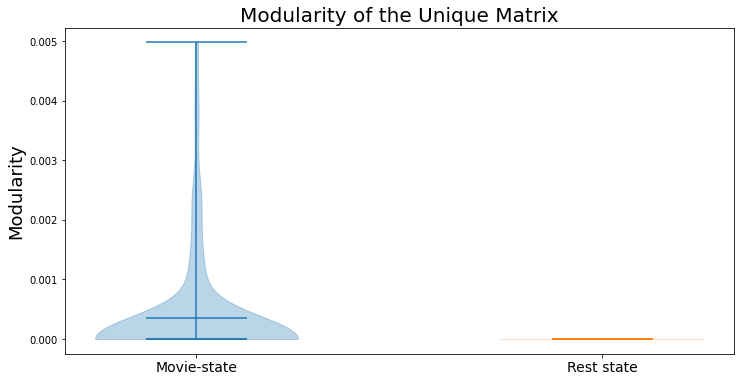 Modularity of the Unique Matrix
Modularity
0.005
0.004
0.003
0.002
0.001
0.000
Movie-state
Rest state